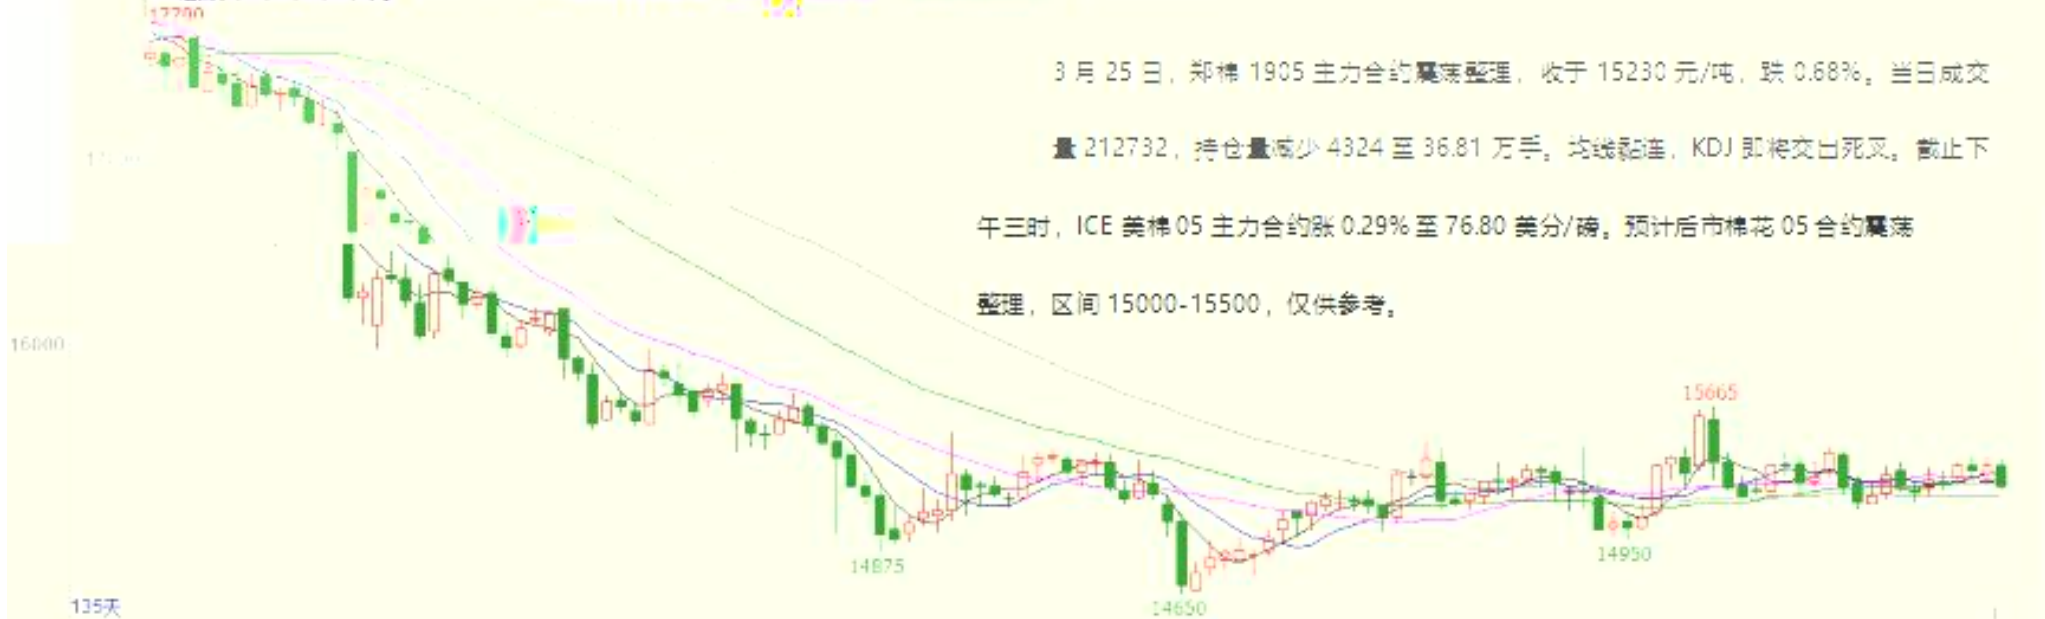 3 月 25 日，郑棉 1905 主力合约震荡整理，收于 15230 元/吨，跌 0.68%。当日成交
量 212732，持仓量减少 4324 至 36.81 万手。均线黏连，KDJ 即将交出死叉。截止下
午三时，ICE 美棉 05 主力合约涨 0.29% 至 76.80 美分/磅。预计后市棉花 05 合约震荡
整理，区间 15000-15500，仅供参考。
16000
15665
14875
14950
14650
135天